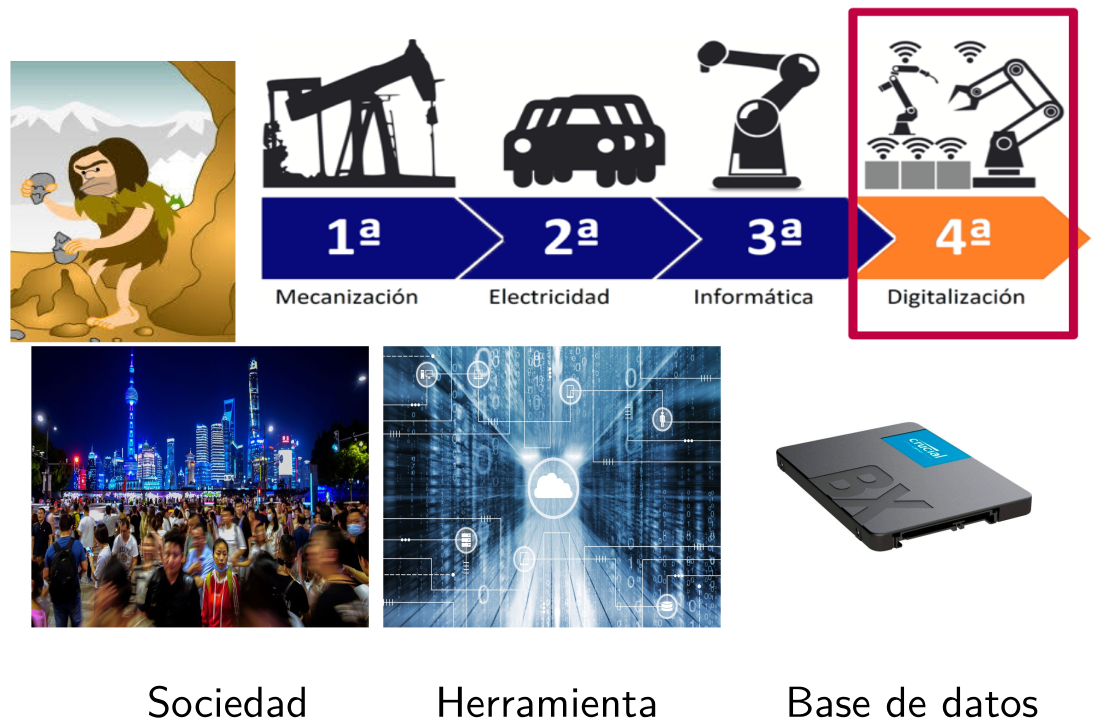 1ª 2ª 3ª 4ª
Mecanización Electricidad Informática Digitalización
crucial
BX
Sociedad Herramienta Base de datos